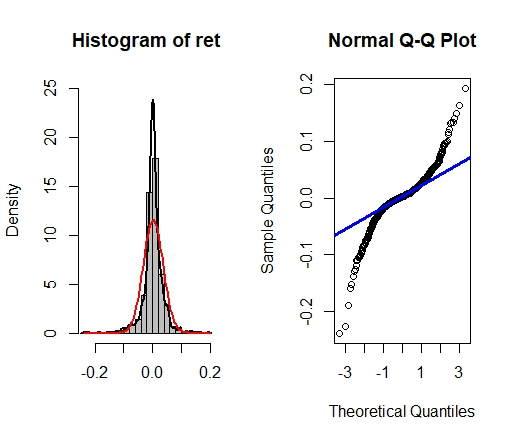 Histogram of ret
Density
0 5 10 15 20 25
-0.2 0.0 0.2
Normal Q-Q Plot
Sample Quantiles
-0.2 -0.1 0.0 0.1 0.2
-3 -1 1 3
Theoretical Quantiles